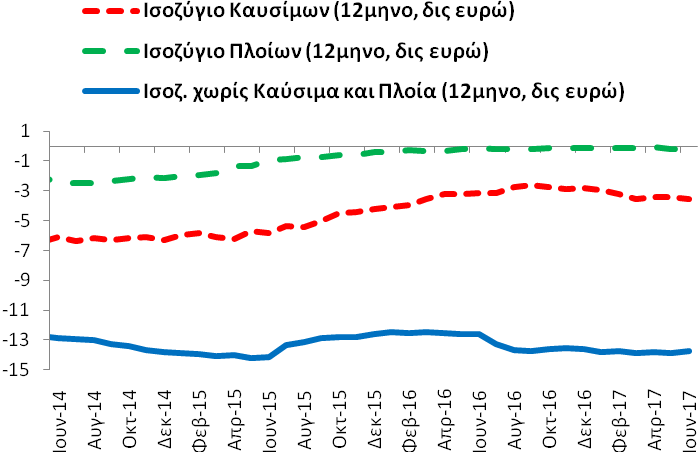 Ισοζύγιο Καυσίμων (12μηνο, δις ευρώ)
Ισοζύγιο Πλοίων (12μηνο, δις ευρώ)
Ισοζ. χωρίς Καύσιμα και Πλοία (12μηνο, δις ευρώ)
1
-1
-3
-5
-7
-9
-11
-13
-15
Ιουν-14
Αυγ-14
Οκτ-14
Δεκ-14
Φεβ-15
Απρ-15
Ιουν-15
Αυγ-15
Οκτ-15
Δεκ-15
Φεβ-16
Απρ-16
Ιουν-16
Αυγ-16
Οκτ-16
Δεκ-16
Φεβ-17
Απρ-17
Ιουν-17